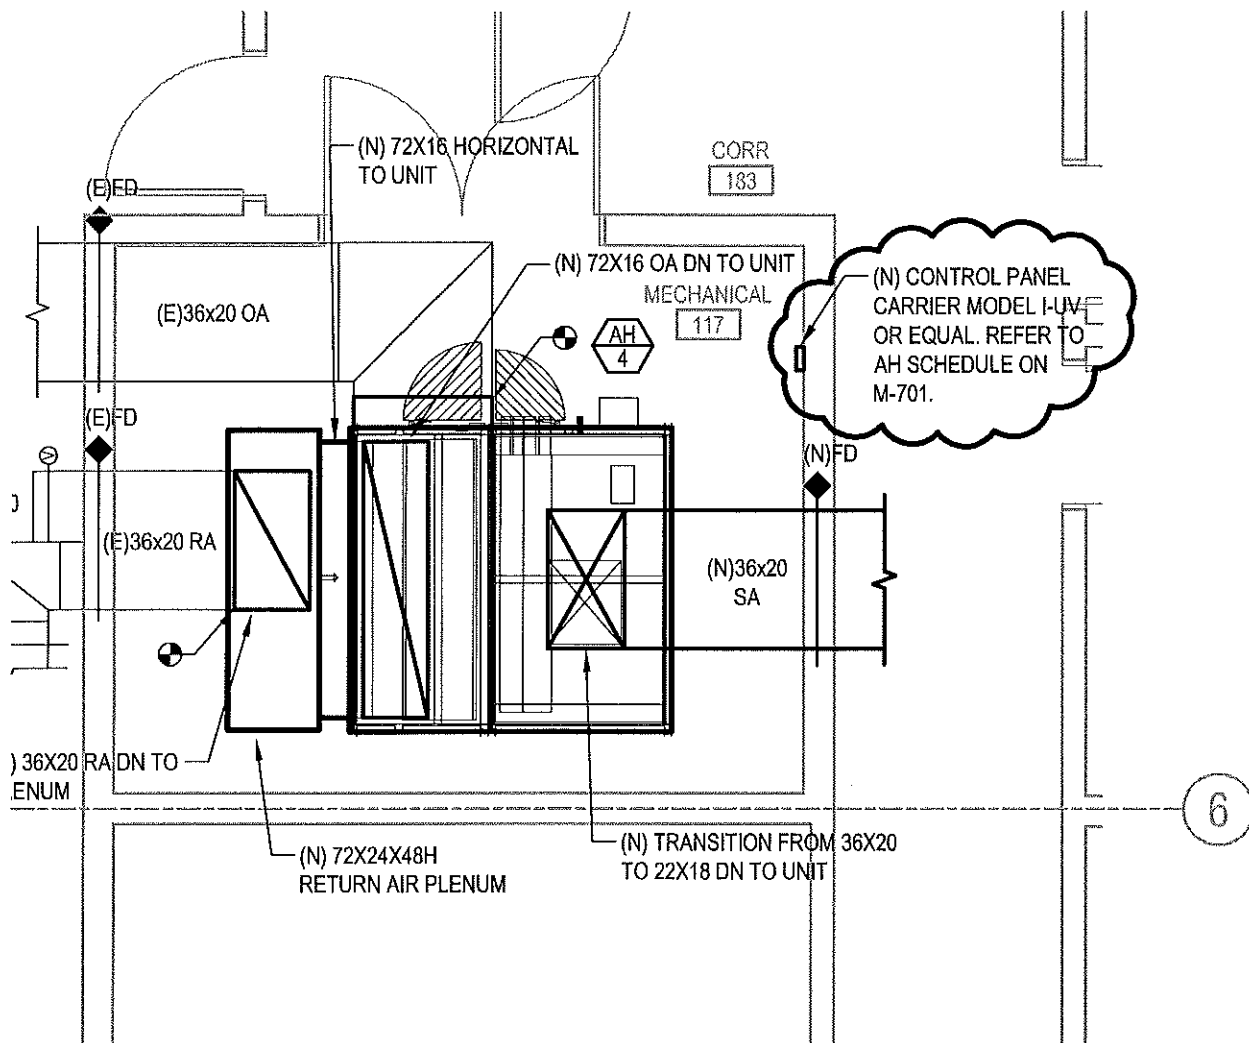 (N) 72X16 HORIZONTAL
TO UNIT
CORR
183
(E)FD
(N) 72X16 OA DN TO UNIT
MECHANICAL
117
(N) CONTROL PANEL
CARRIER MODEL I-UV
OR EQUAL. REFER TO
AH SCHEDULE ON
M-701.
(E)36x20 OA
AH
4
(E)FD
(N)FD
(E)36x20 RA
(N)36x20
SA
) 36X20 RA DN TO
LENUM
6
(N) 72X24X48H
RETURN AIR PLENUM
(N) TRANSITION FROM 36X20
TO 22X18 DN TO UNIT